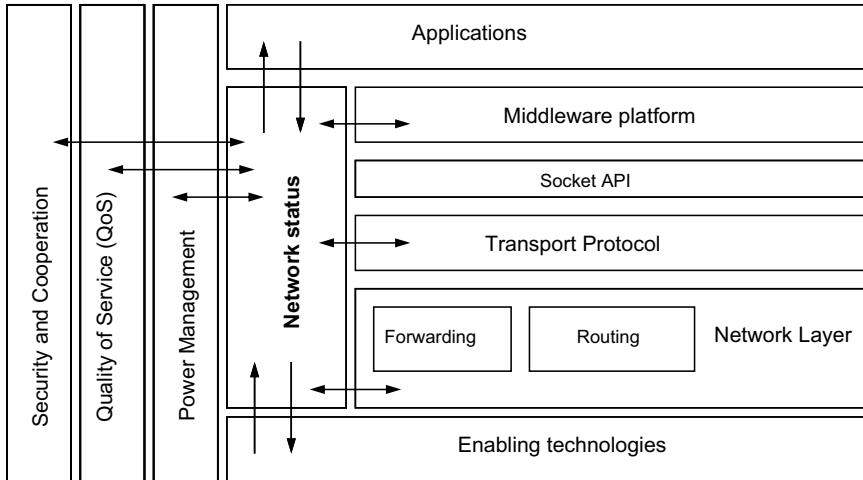 Security and Cooperation
Quality of Service (QoS)
Power Management
Applications
Network status
Middleware platform
Socket API
Transport Protocol
Forwarding
Routing
Network Layer
Enabling technologies